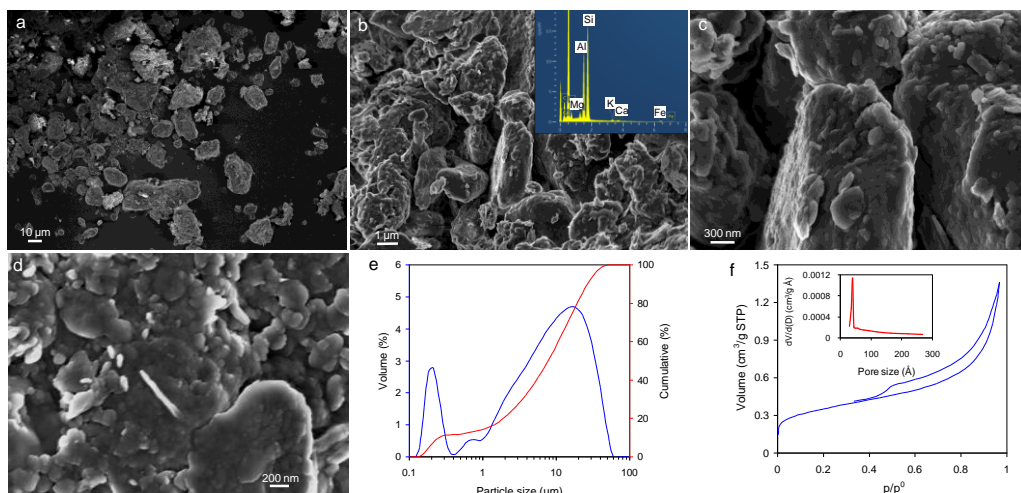 a
10 µm
b
Si
Al
Mg
K
Ca
Fe
1 µm
c
300 nm
d
200 nm
e
6
5
4
3
2
1
0
Volume (%)
100
80
60
40
20
0
Cumulative (%)
0.1
1
10
100
Particle size (um)
f
1.5
1.2
0.9
0.6
0.3
0
Volume (cm³/g STP)
0.0012
0.0008
0.0004
0.0000
dV/d(D) (cm³/g Å)
0
100
200
300
Pore size (Å)
0
0.2
0.4
0.6
0.8
1
p/p⁰